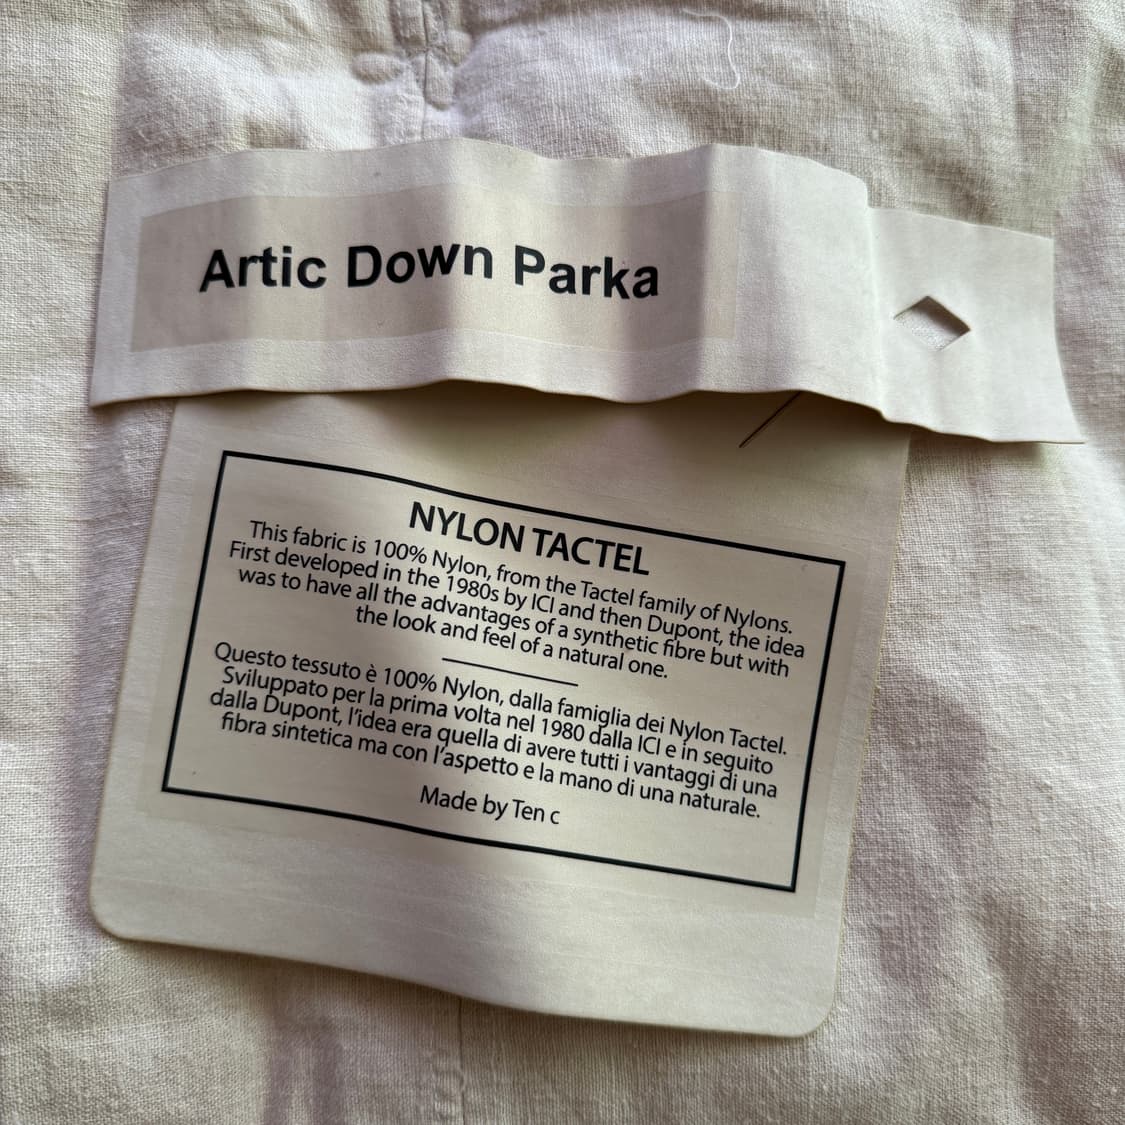 Artic Down Parka
NYLON TACTEL
This fabric is 100% Nylon, from the Tactel family of Nylons.
First developed in the 1980s by ICI and then Dupont, the idea
was to have all the advantages of a synthetic fibre but with
the look and feel of a natural one.
Questo tessuto è 100% Nylon, dalla famiglia dei Nylon Tactel.
Sviluppato per la prima volta nel 1980 dalla ICI e in seguito
dalla Dupont, l'idea era quella di avere tutti i vantaggi di una
fibra sintetica ma con l'aspetto e la mano di una naturale.
Made by Ten c